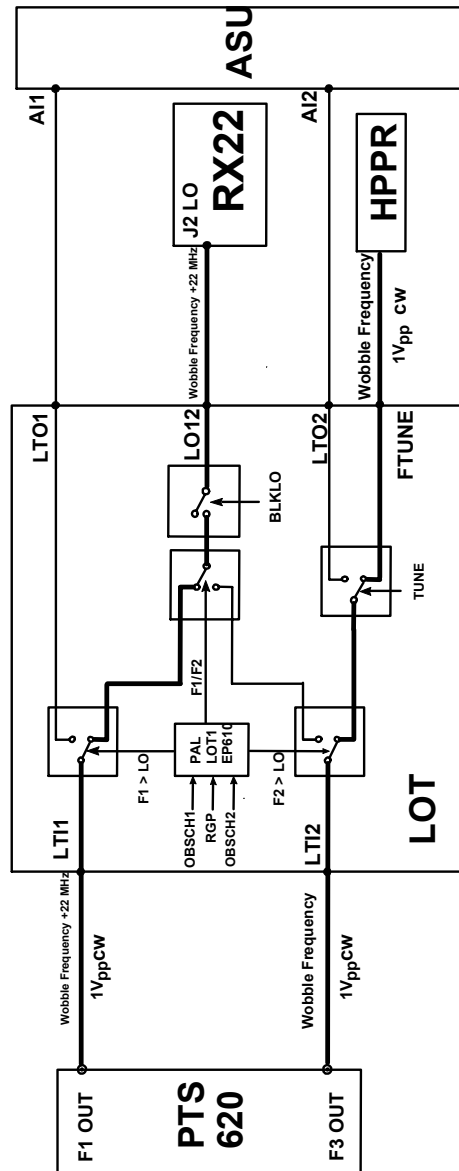 PTS
620
F1 OUT
F3 OUT
Wobble Frequency +22 MHz
1VppCW
Wobble Frequency
1VppCW
LOT
LTI1
LTI2
F1 > LO
F2 > LO
OBSCH1
RGP
OBSCH2
PAL
LOT1
EP610
F1/F2
BLKLO
TUNE
LTO1
LO12
LTO2
FTUNE
Wobble Frequency +22 MHz
Wobble Frequency
1Vpp CW
J2 LO
RX22
HPPR
AI1
AI2
ASU